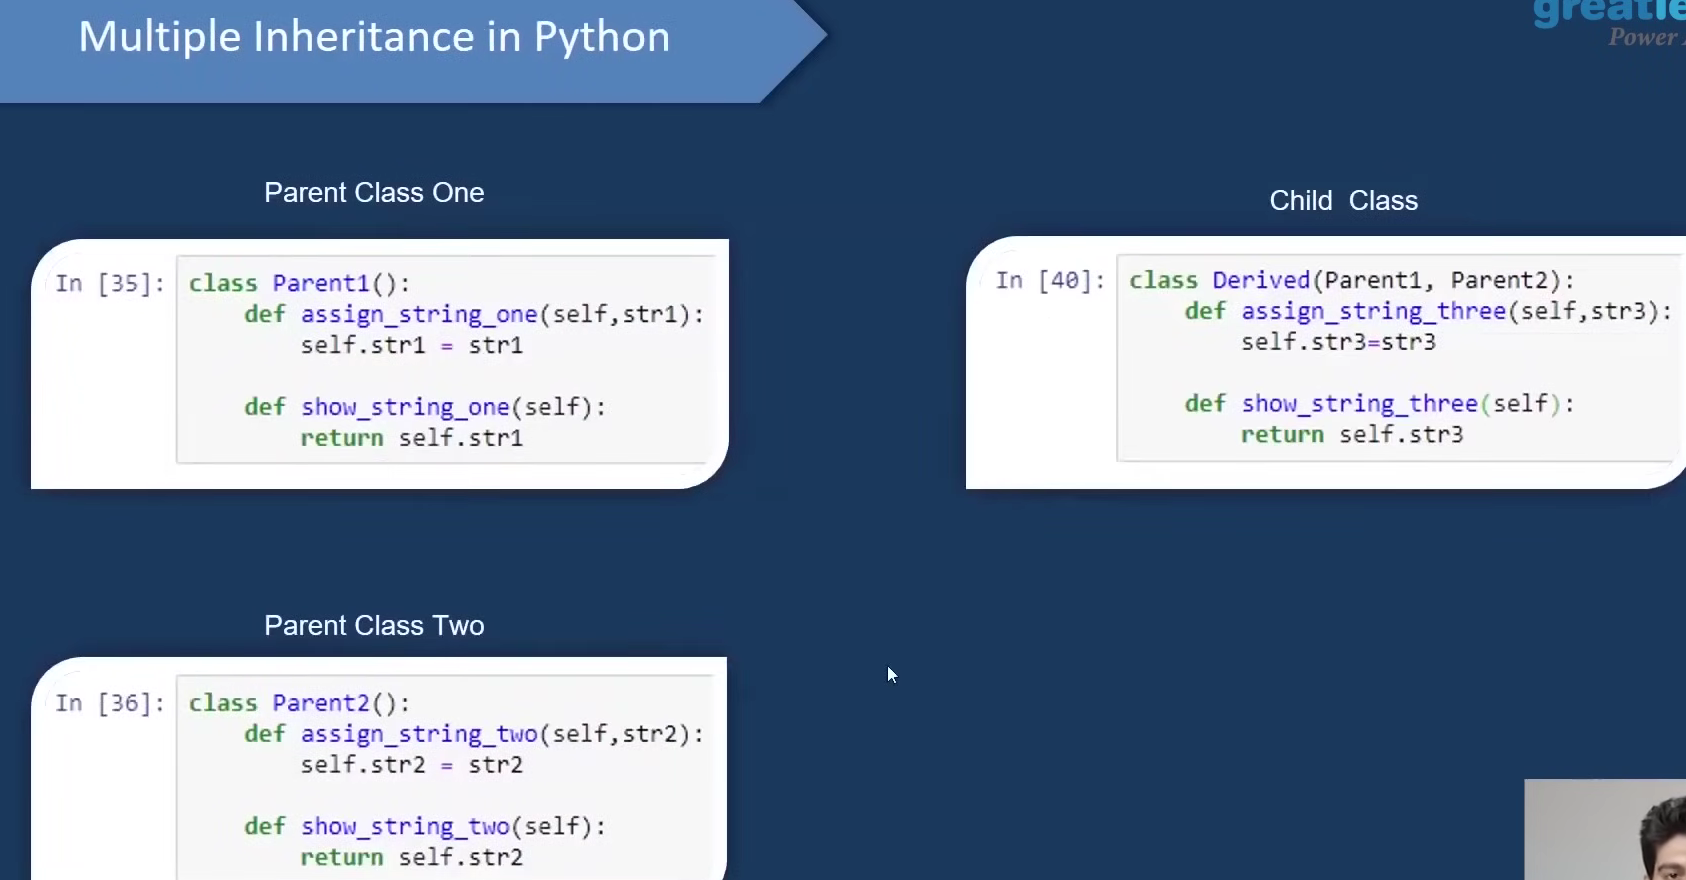 Multiple Inheritance in Python
Power
Parent Class One
In [35]: class Parent1():
def assign_string_one(self,str1):
self.str1 = str1
def show_string_one(self):
return self.str1
Child Class
In [40]: class Derived(Parent1, Parent2):
def assign_string_three(self,str3):
self.str3=str3
def show_string_three(self):
return self.str3
Parent Class Two
In [36]: class Parent2():
def assign_string_two(self,str2):
self.str2 = str2
def show_string_two(self):
return self.str2